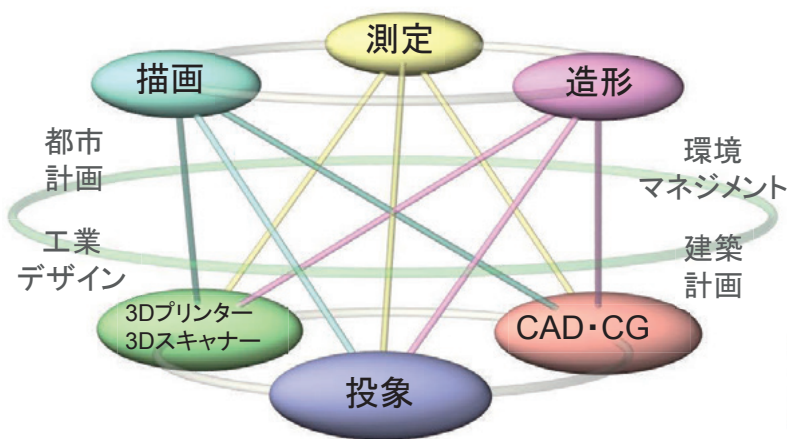 測定
描画
造形
都市
計画
環境
マネジメント
工業
デザイン
建築
計画
3Dプリンター
3Dスキャナー
CAD・CG
投象